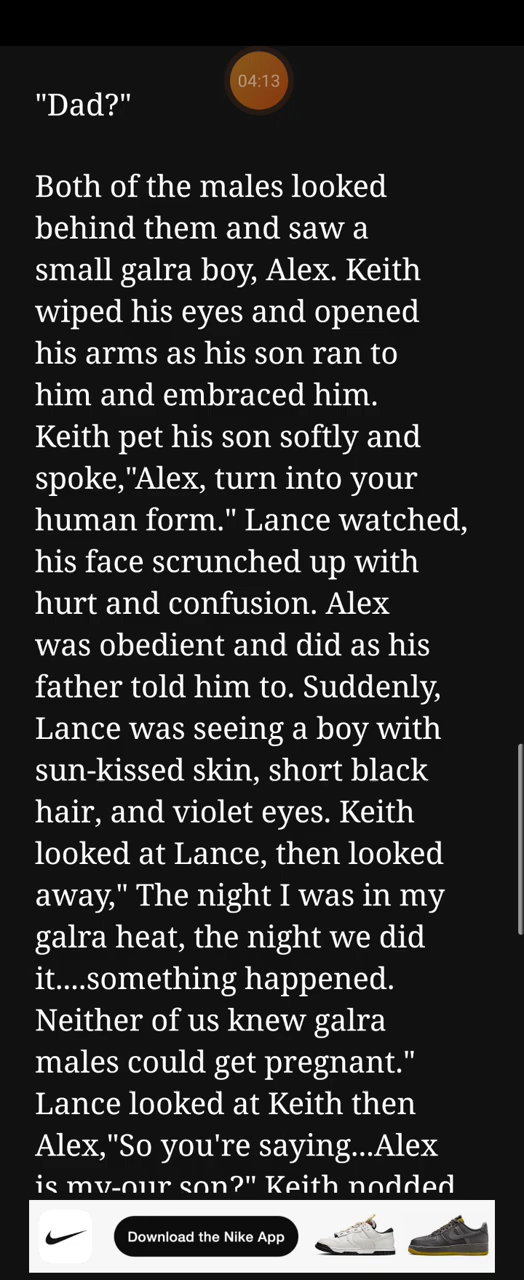 04:13
"Dad?"
Both of the males looked
behind them and saw a
small galra boy, Alex. Keith
wiped his eyes and opened
his arms as his son ran to
him and embraced him.
Keith pet his son softly and
spoke,"Alex, turn into your
human form." Lance watched,
his face scrunched up with
hurt and confusion. Alex
was obedient and did as his
father told him to. Suddenly,
Lance was seeing a boy with
sun-kissed skin, short black
hair, and violet eyes. Keith
looked at Lance, then looked
away," The night I was in my
galra heat, the night we did
it....something happened.
Neither of us knew galra
males could get pregnant."
Lance looked at Keith then
Alex,"So you're saying...Alex
is my-our son?" Keith nodded
Download the Nike App